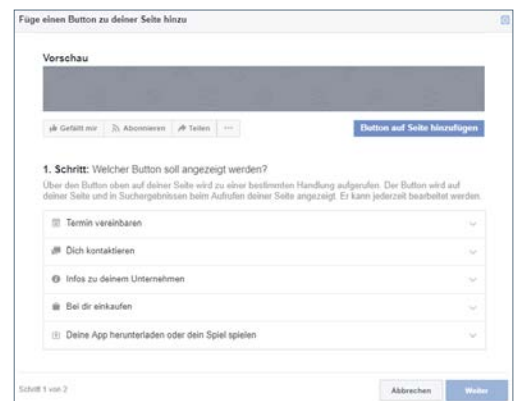 Füge einen Button zu deiner Seite hinzu
Vorschau
Gefällt mir Abonnieren Teilen ...
Button auf Seite hinzufügen
1. Schritt: Welcher Button soll angezeigt werden?
Über den Button oben auf deiner Seite wird zu einer bestimmten Handlung aufgerufen. Der Button wird auf
deiner Seite und in Suchergebnissen beim Aufrufen deiner Seite angezeigt. Er kann jederzeit bearbeitet werden.
Termin vereinbaren
Dich kontaktieren
Infos zu deinem Unternehmen
Bei dir einkaufen
Deine App herunterladen oder dein Spiel spielen
Schritt 1 von 2
Abbrechen Weiter